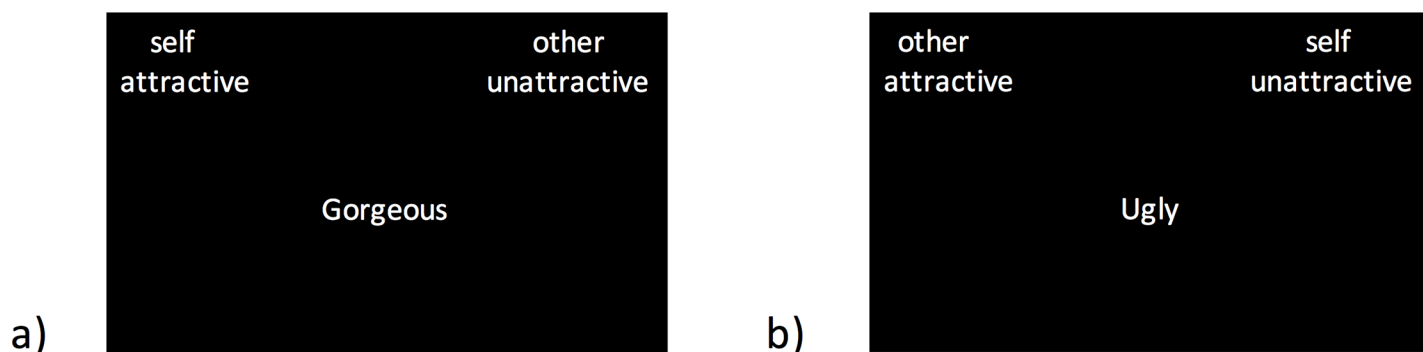 self other
attractive unattractive
Gorgeous
a)
other self
attractive unattractive
Ugly
b)